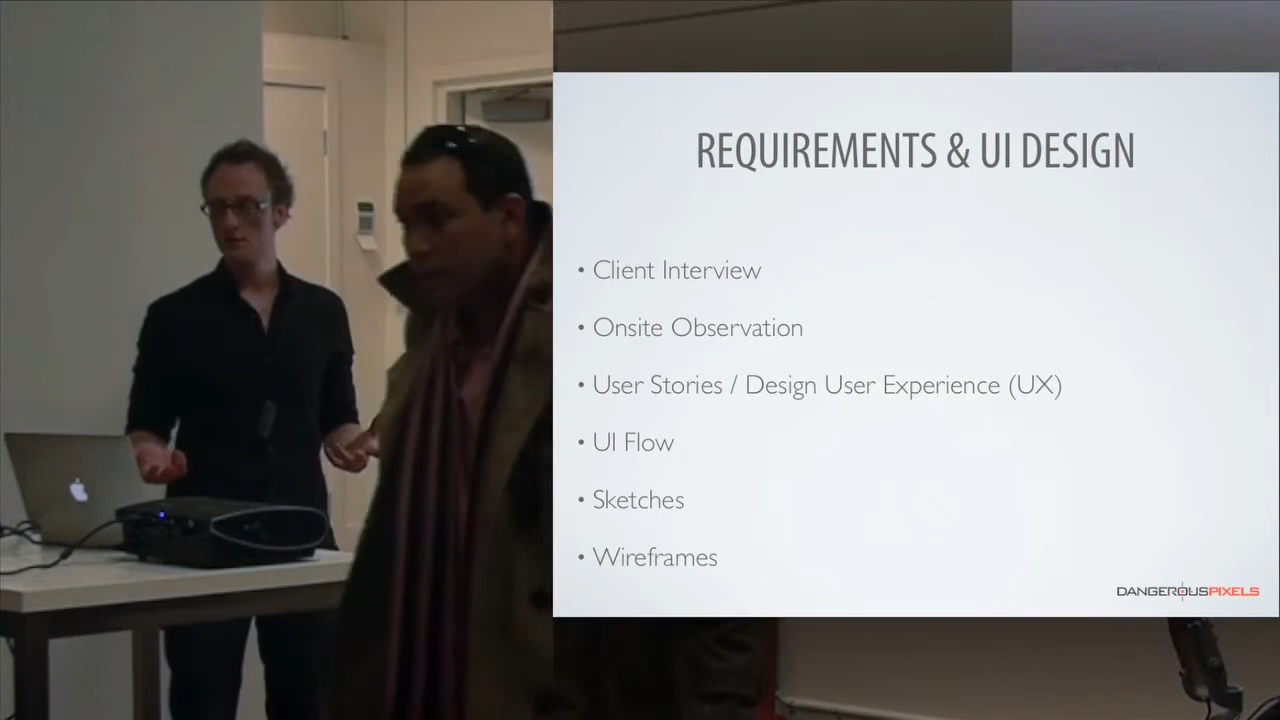 REQUIREMENTS & UI DESIGN
• Client Interview
• Onsite Observation
• User Stories / Design User Experience (UX)
• UI Flow
• Sketches
• Wireframes
DANGEROUSPIXELS